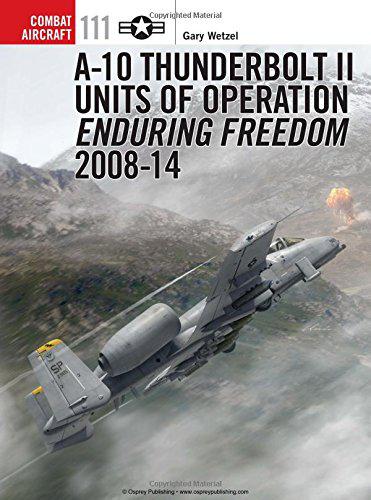 COMBAT
AIRCRAFT
111
Gary Wetzel
A-10 THUNDERBOLT II
UNITS OF OPERATION
ENDURING FREEDOM
2008-14
© Osprey Publishing • www.ospreypublishing.com